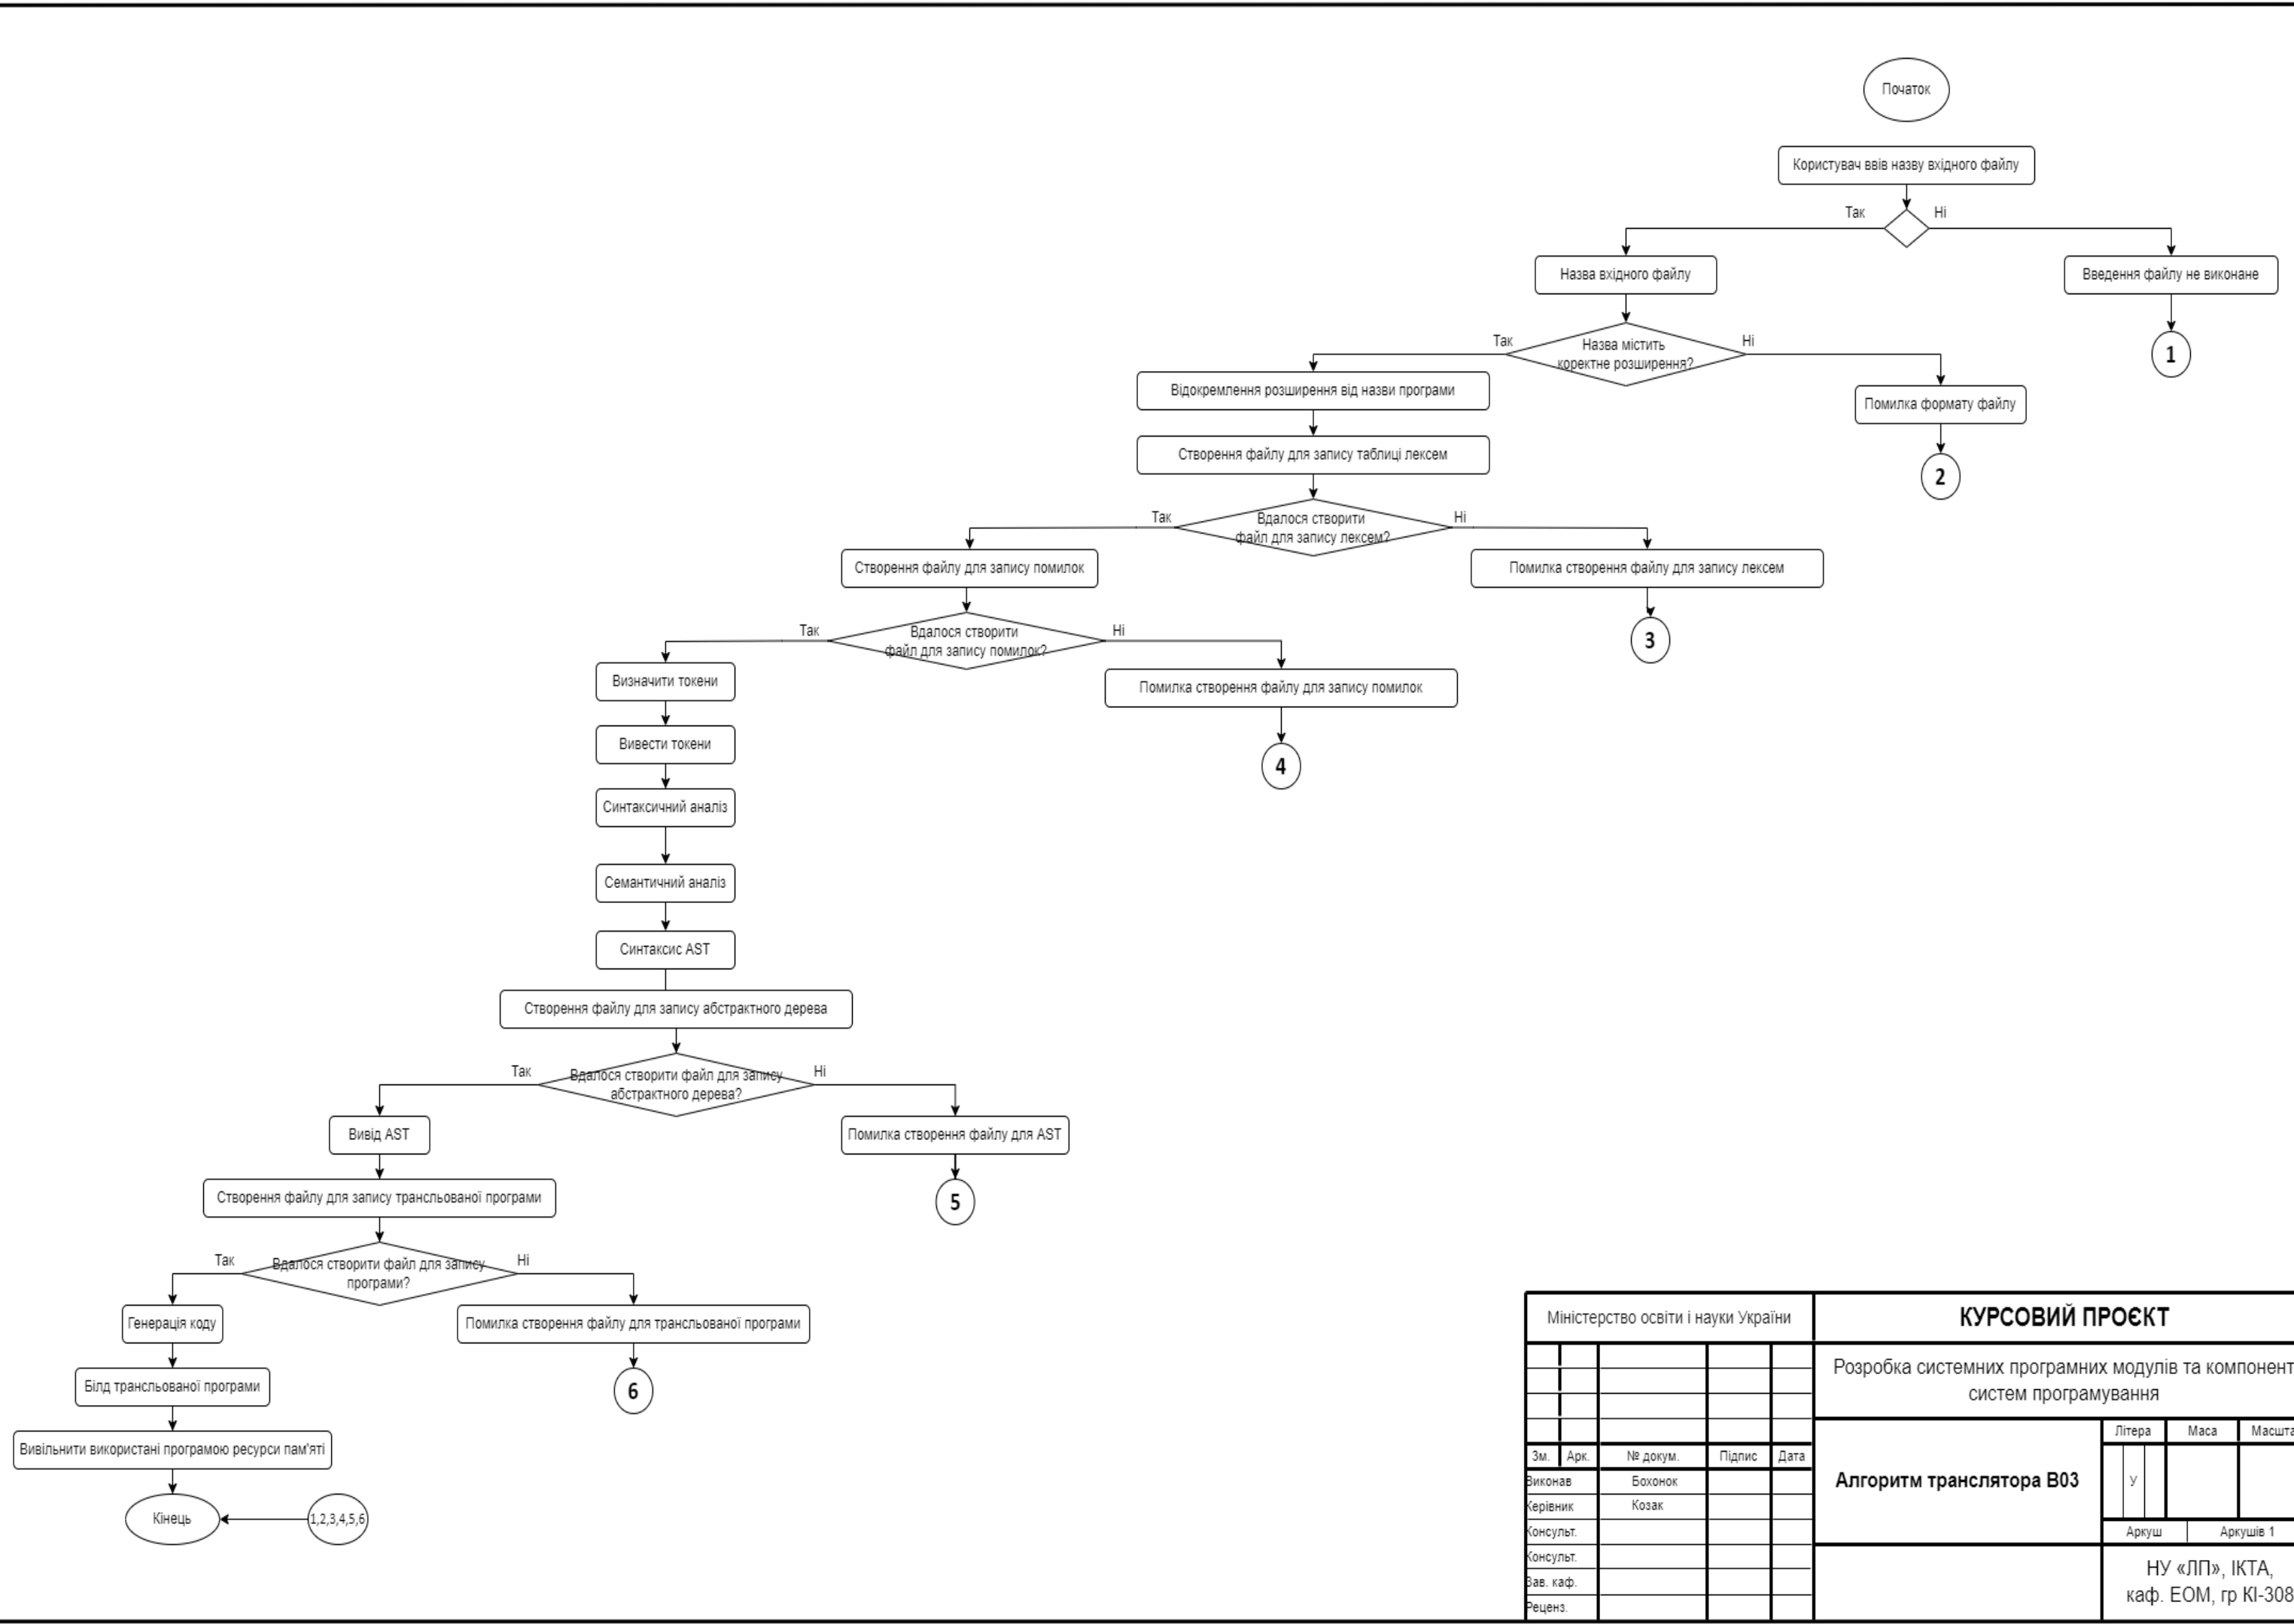 Початок
Користувач ввів назву вхідного файлу
Так
Ні
Назва вхідного файлу
Введення файлу не виконане
Так
Назва містить
коректне розширення?
Ні
1
Відокремлення розширення від назви програми
Помилка формату файлу
Створення файлу для запису таблиці лексем
2
Так
Вдалося створити
файл для запису лексем?
Ні
Створення файлу для запису помилок
Помилка створення файлу для запису лексем
Так
Вдалося створити
файл для запису помилок?
Ні
3
Визначити токени
Помилка створення файлу для запису помилок
Вивести токени
4
Синтаксичний аналіз
Семантичний аналіз
Синтаксис AST
Створення файлу для запису абстрактного дерева
Так
Вдалося створити файл для запису
абстрактного дерева?
Ні
Вивід AST
Помилка створення файлу для AST
Створення файлу для запису трансльованої програми
5
Так
Вдалося створити файл для запису
програми?
Ні
Генерація коду
Помилка створення файлу для трансльованої програми
Білд трансльованої програми
6
Вивільнити використані програмою ресурси пам'яті
Кінець
1,2,3,4,5,6
Міністерство освіти і науки України
КУРСОВИЙ ПРОЄКТ
Розробка системних програмних модулів та компонент
систем програмування
Літера
Маса
Масшта
Зм.
Арк.
№ докум.
Підпис
Дата
Виконав
Бохонок
Керівник
Козак
Консульт.
Консульт.
Зав. каф.
Реценз.
Алгоритм транслятора B03
У
Аркуш
Аркушів 1
НУ «ЛП», ІКТА,
каф. ЕОМ, гр КІ-308